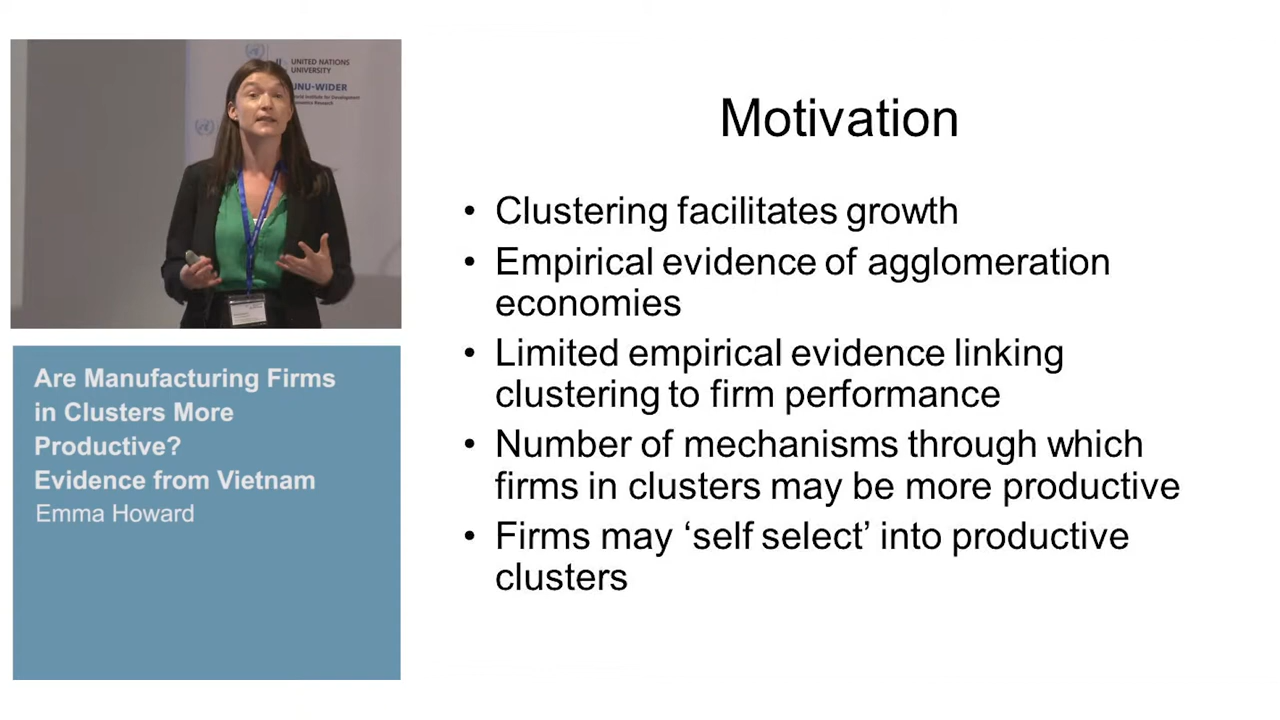 UNITED NATIONS
UNIVERSITY
UNU-WIDER
Motivation
• Clustering facilitates growth
• Empirical evidence of agglomeration
economies
• Limited empirical evidence linking
clustering to firm performance
• Number of mechanisms through which
firms in clusters may be more productive
• Firms may ‘self select’ into productive
clusters
Are Manufacturing Firms
in Clusters More
Productive?
Evidence from Vietnam
Emma Howard